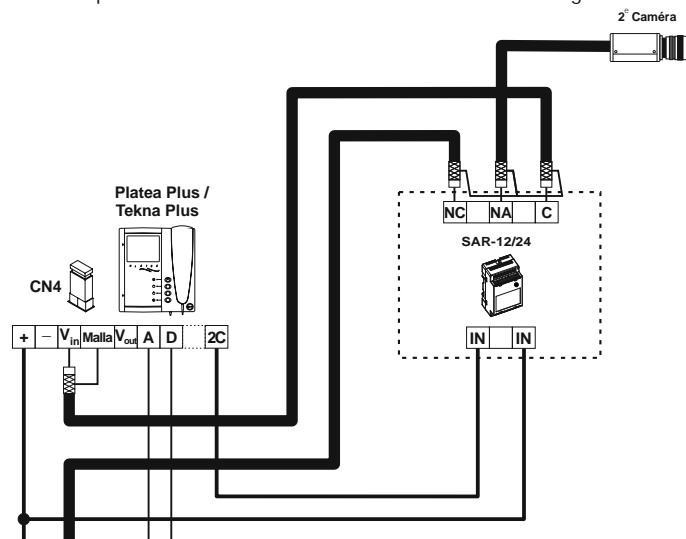 2e Caméra
NC NA C
SAR-12/24
IN IN
Platea Plus /
Tekna Plus
CN4
+ − Vin Malla Vout A D 2C